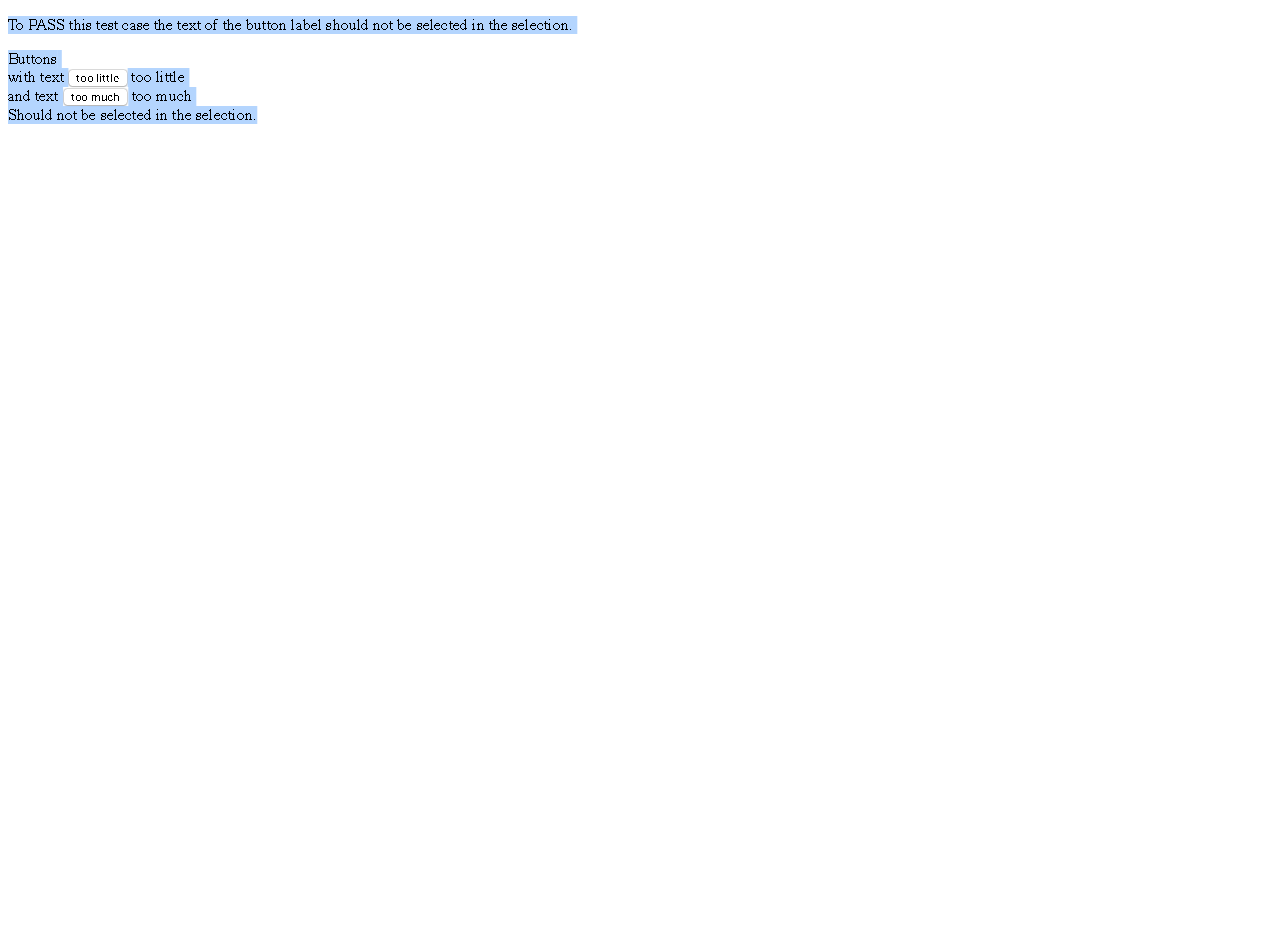 To PASS this test case the text of the button label should not be selected in the selection.
Buttons
with text too little too little
and text too much too much
Should not be selected in the selection.